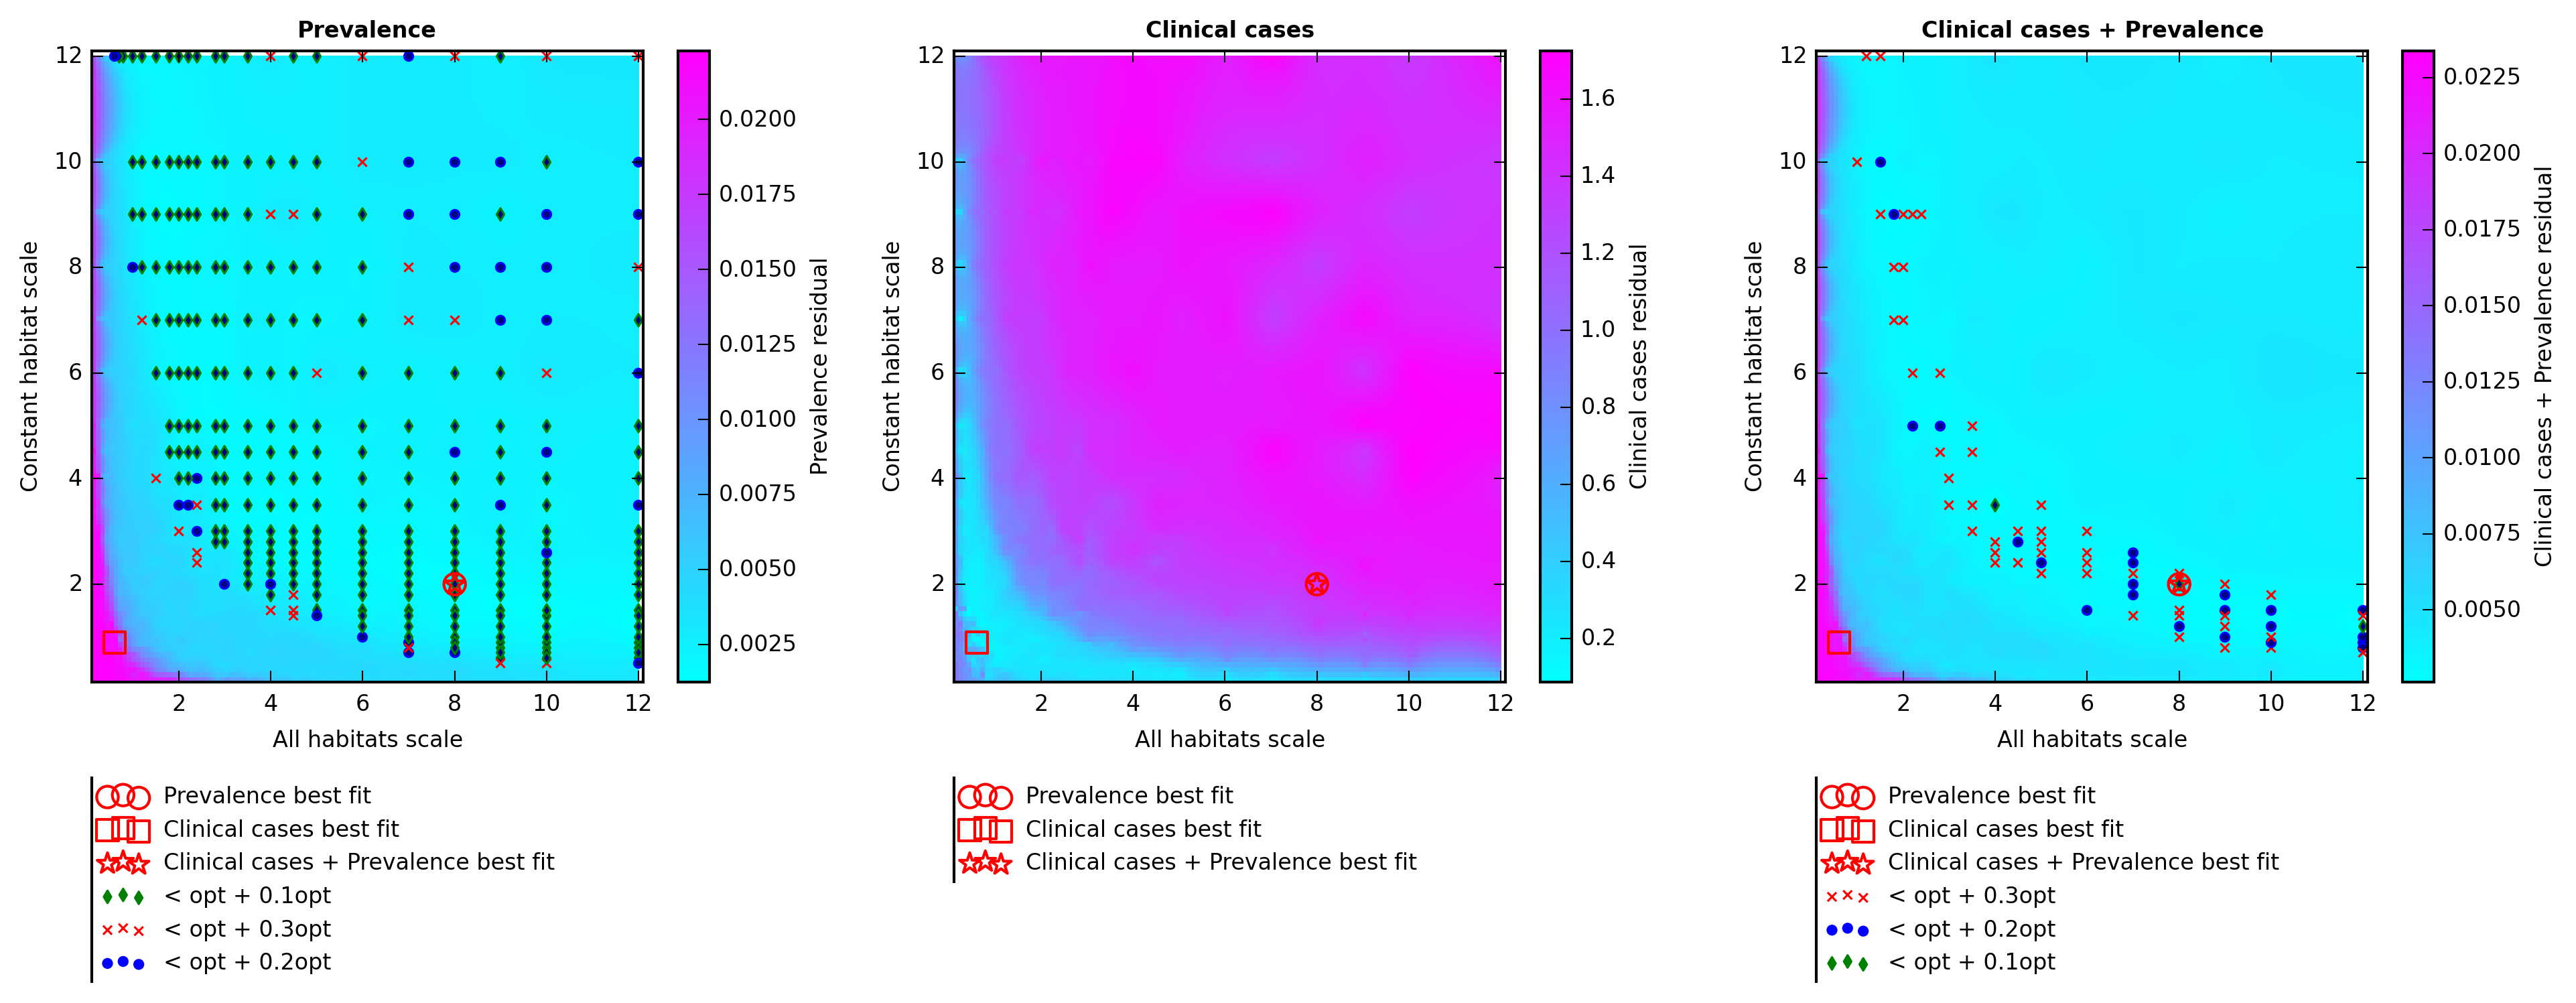 Prevalence
12
10
8
6
4
2
Constant habitat scale
2 4 6 8 10 12
All habitats scale
0.0200
0.0175
0.0150
0.0125
0.0100
0.0075
0.0050
0.0025
Prevalence residual
Prevalence best fit
Clinical cases best fit
Clinical cases + Prevalence best fit
< opt + 0.1opt
< opt + 0.3opt
< opt + 0.2opt
Clinical cases
12
10
8
6
4
2
Constant habitat scale
2 4 6 8 10 12
All habitats scale
1.6
1.4
1.2
1.0
0.8
0.6
0.4
0.2
Clinical cases residual
Prevalence best fit
Clinical cases best fit
Clinical cases + Prevalence best fit
Clinical cases + Prevalence
12
10
8
6
4
2
Constant habitat scale
2 4 6 8 10 12
All habitats scale
0.0225
0.0200
0.0175
0.0150
0.0125
0.0100
0.0075
0.0050
Clinical cases + Prevalence residual
Prevalence best fit
Clinical cases best fit
Clinical cases + Prevalence best fit
< opt + 0.3opt
< opt + 0.2opt
< opt + 0.1opt